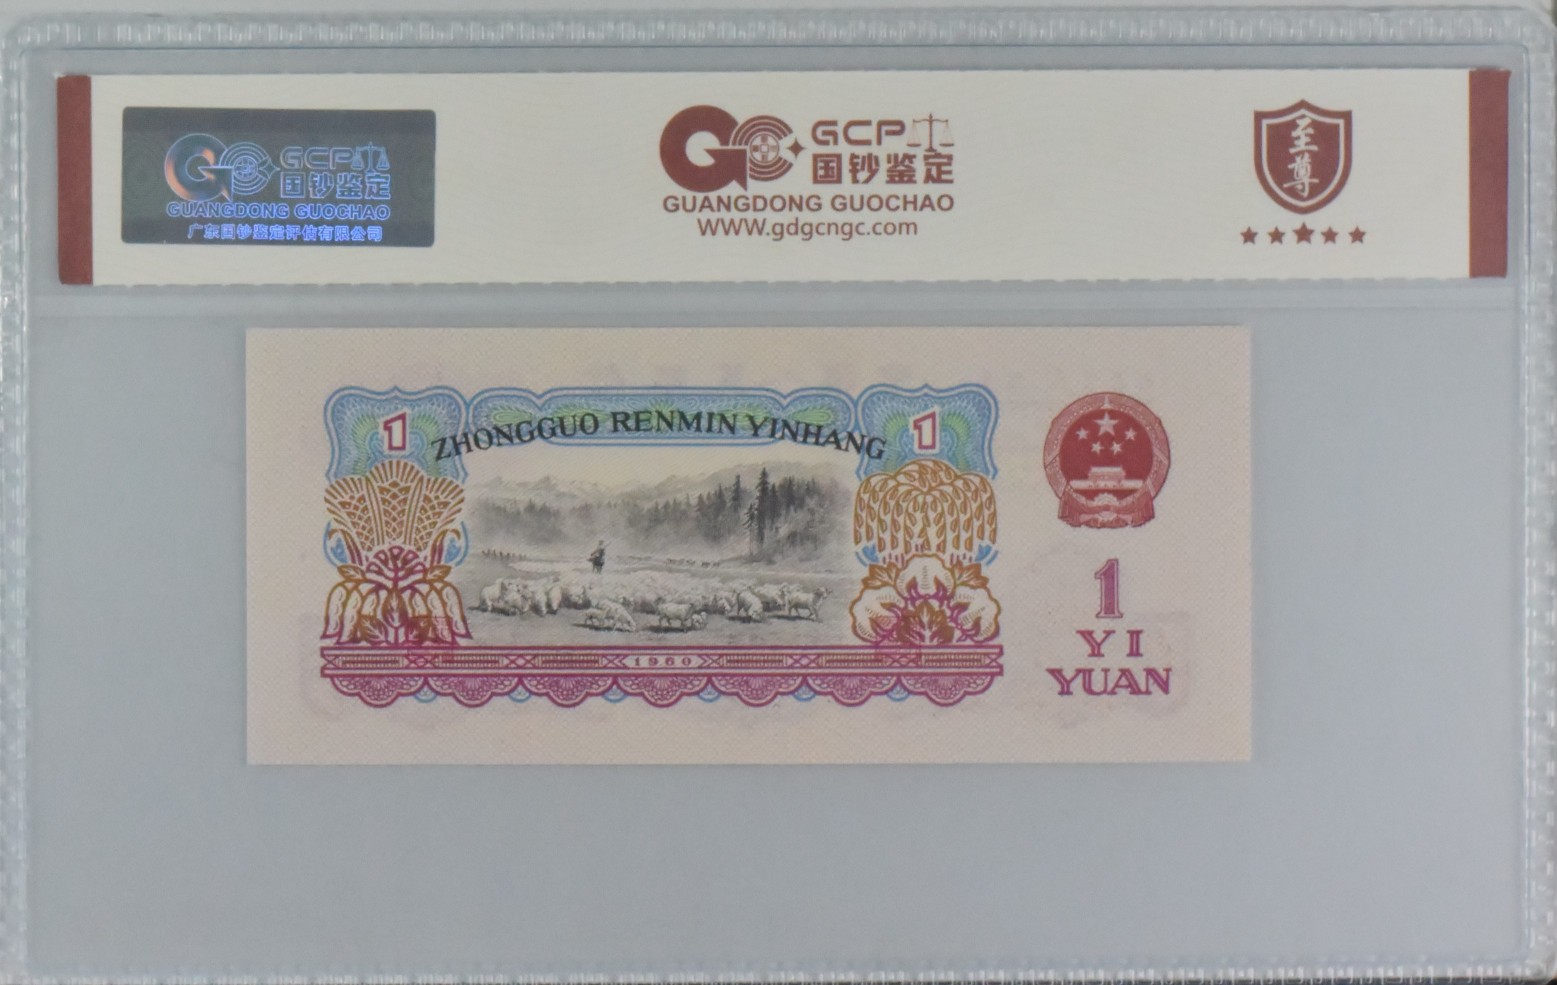 GCP
国钞鉴定
GUANGDONG GUOCHAO
广东国钞鉴定评估有限公司
GCP
国钞鉴定
GUANGDONG GUOCHAO
WWW.gdgcngc.com
至尊
1
ZHONGGUO RENMIN YINHANG
1
1960
1
YI
YUAN